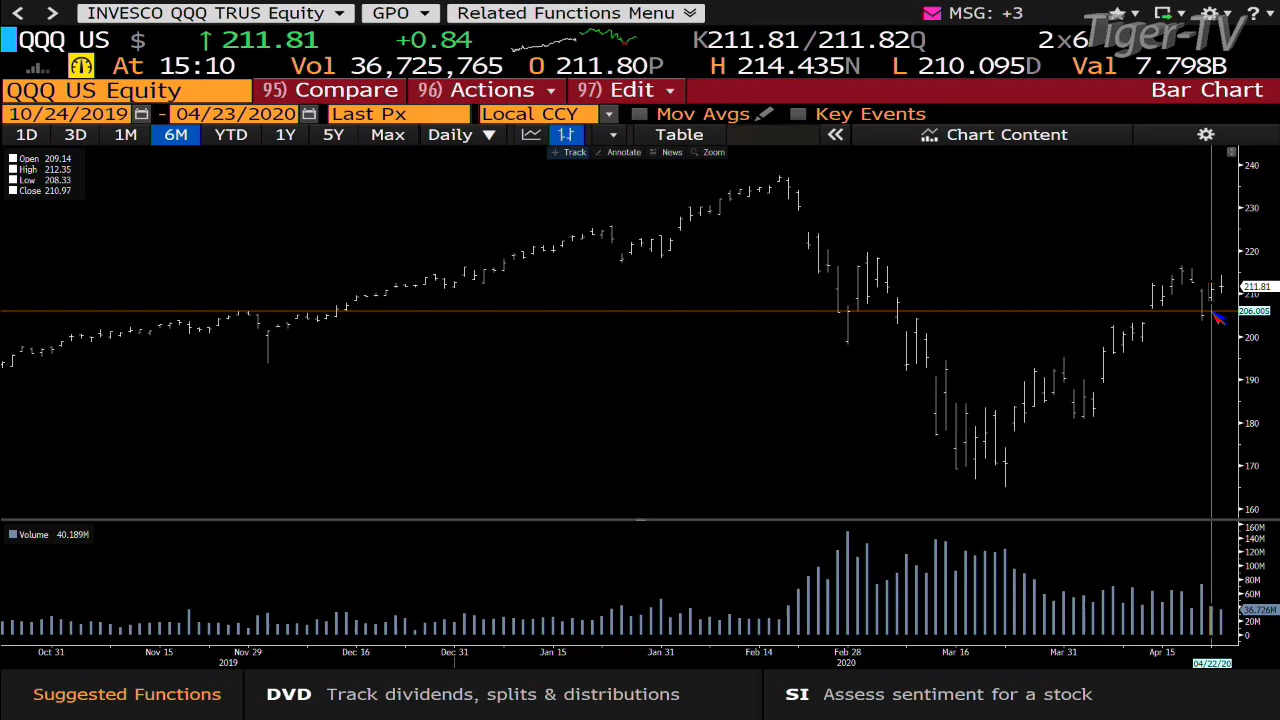 INVESCO QQQ TRUS Equity GPO Related Functions Menu MSG: +3 ?
Tiger-TV
QQQ US $ ↑ 211.81 +0.84 K211.81/211.82Q 2x6
At 15:10 Vol 36,725,765 O 211.80P H 214.435N L 210.095D Val 7.798B
QQQ US Equity 95) Compare 96) Actions 97) Edit Bar Chart
10/24/2019 - 04/23/2020 Last Px Local CCY Mov Avgs Key Events
1D 3D 1M 6M YTD 1Y 5Y Max Daily Table Chart Content
Track Annotate News Zoom
Open 209.14
High 212.35
Low 208.33
Close 210.97
240
230
220
211.81
210
206.005
200
190
180
170
160
Volume 40.189M
160M
140M
120M
100M
80M
60M
36.726M
20M
0
Oct 31 Nov 15 Nov 29 Dec 16 Dec 31 Jan 15 Jan 31 Feb 14 Feb 28 Mar 16 Mar 31 Apr 15
2019 2020 04/22/20
Suggested Functions DVD Track dividends, splits & distributions SI Assess sentiment for a stock